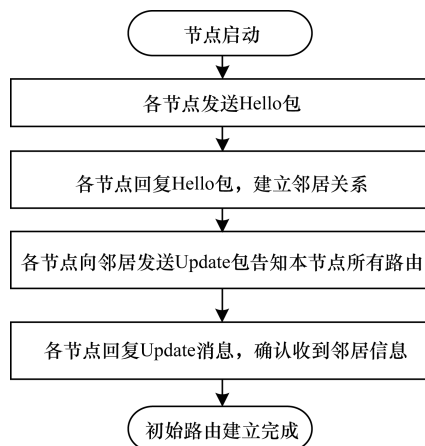 节点启动
各节点发送Hello包
各节点回复Hello包，建立邻居关系
各节点向邻居发送Update包告知本节点所有路由
各节点回复Update消息，确认收到邻居信息
初始路由建立完成